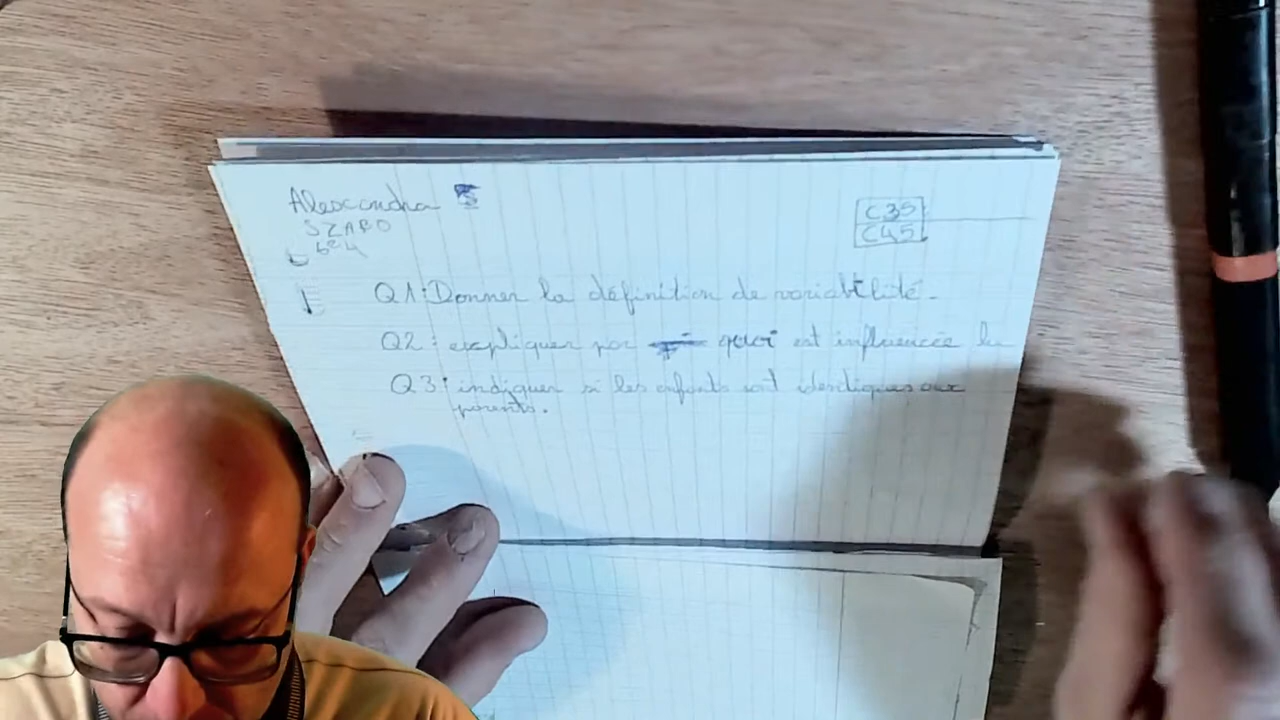 Alexandra S
SZABO
C35
C45
Q1: Donner la définition de variabilité.
Q2: expliquer par quoi est influencée la
Q3: indiquer si les enfants sont identiques aux
parents.